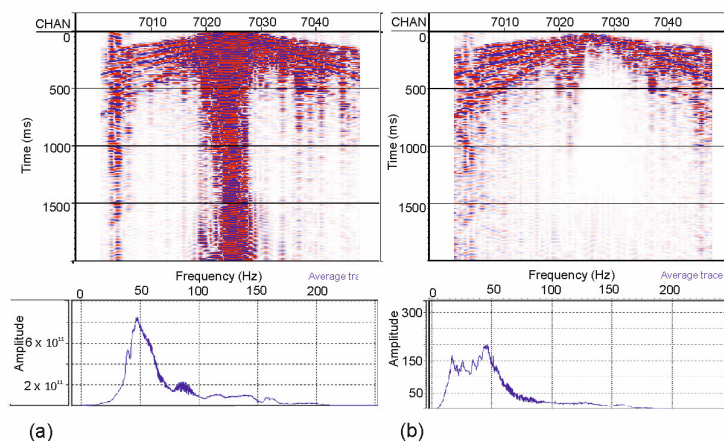 CHAN 7010 7020 7030 7040
0
500
1000
1500
Time (ms)
Frequency (Hz) Average tra
0 50 100 150 200
Amplitude
6 x 10¹¹
2 x 10¹¹
(a)
CHAN 7010 7020 7030 7040
0
500
1000
1500
Time (ms)
Frequency (Hz) Average trace
0 50 100 150 200
Amplitude
300
150
50
(b)